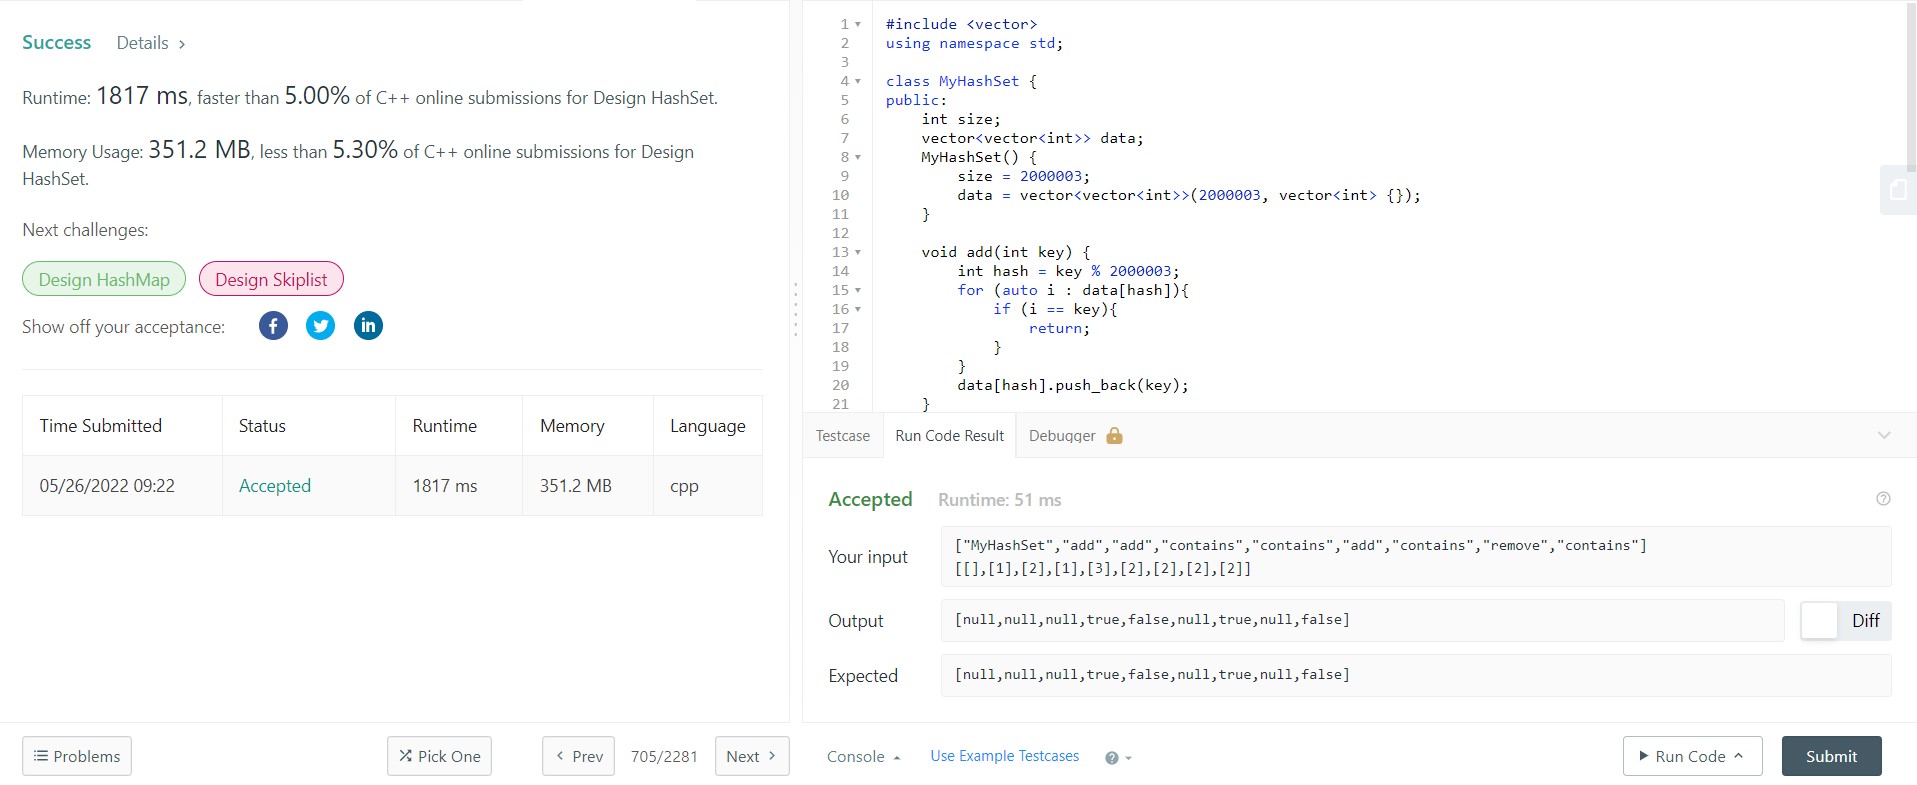 Success Details >
Runtime: 1817 ms, faster than 5.00% of C++ online submissions for Design HashSet.
Memory Usage: 351.2 MB, less than 5.30% of C++ online submissions for Design
HashSet.
Next challenges:
Design HashMap Design Skiplist
Show off your acceptance: f in
Time Submitted Status Runtime Memory Language
05/26/2022 09:22 Accepted 1817 ms 351.2 MB cpp
Problems Pick One < Prev 705/2281 Next >
1 #include <vector>
2 using namespace std;
3
4 class MyHashSet {
5 public:
6     int size;
7     vector<vector<int>> data;
8     MyHashSet() {
9         size = 2000003;
10         data = vector<vector<int>>(2000003, vector<int> {});
11     }
12
13     void add(int key) {
14         int hash = key % 2000003;
15         for (auto i : data[hash]){
16             if (i == key){
17                 return;
18             }
19         }
20         data[hash].push_back(key);
21     }
Testcase Run Code Result Debugger
Accepted Runtime: 51 ms ?
Your input
["MyHashSet","add","add","contains","contains","add","contains","remove","contains"]
[[],[1],[2],[1],[3],[2],[2],[2],[2]]
Output [null,null,null,true,false,null,true,null,false] Diff
Expected [null,null,null,true,false,null,true,null,false]
Console Use Example Testcases ? Run Code Submit